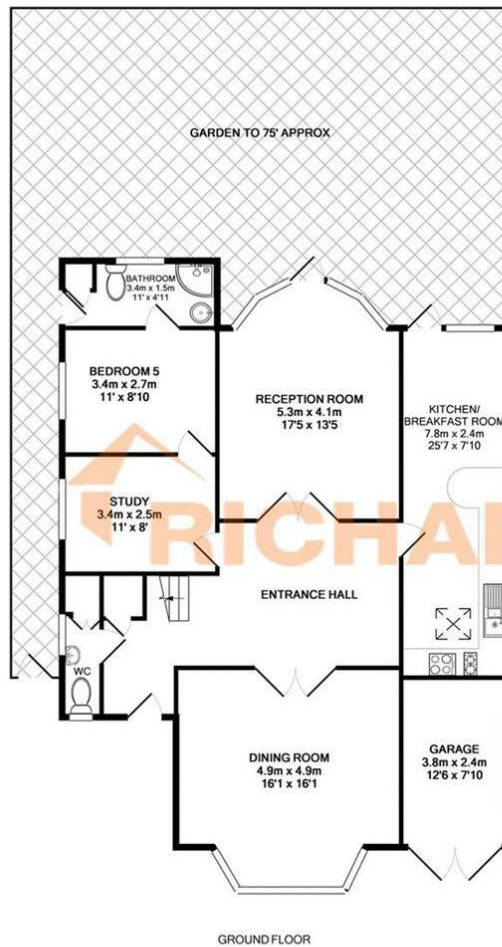 GARDEN TO 75' APPROX
BATHROOM
3.4m x 1.5m
11' x 4'11
BEDROOM 5
3.4m x 2.7m
11' x 8'10
RECEPTION ROOM
5.3m x 4.1m
17'5 x 13'5
KITCHEN/
BREAKFAST ROOM
7.8m x 2.4m
25'7 x 7'10
STUDY
3.4m x 2.5m
11' x 8'
RICHA
ENTRANCE HALL
WC
DINING ROOM
4.9m x 4.9m
16'1 x 16'1
GARAGE
3.8m x 2.4m
12'6 x 7'10
GROUND FLOOR